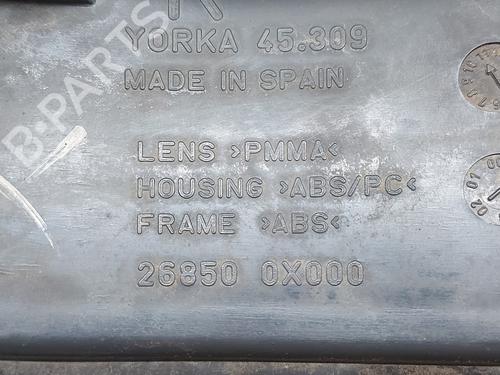 YORKA 45.309
MADE IN SPAIN
LENS >PMMA<
HOUSING >ABS/PC<
FRAME >ABS<
26850 0X000
B-PARTS